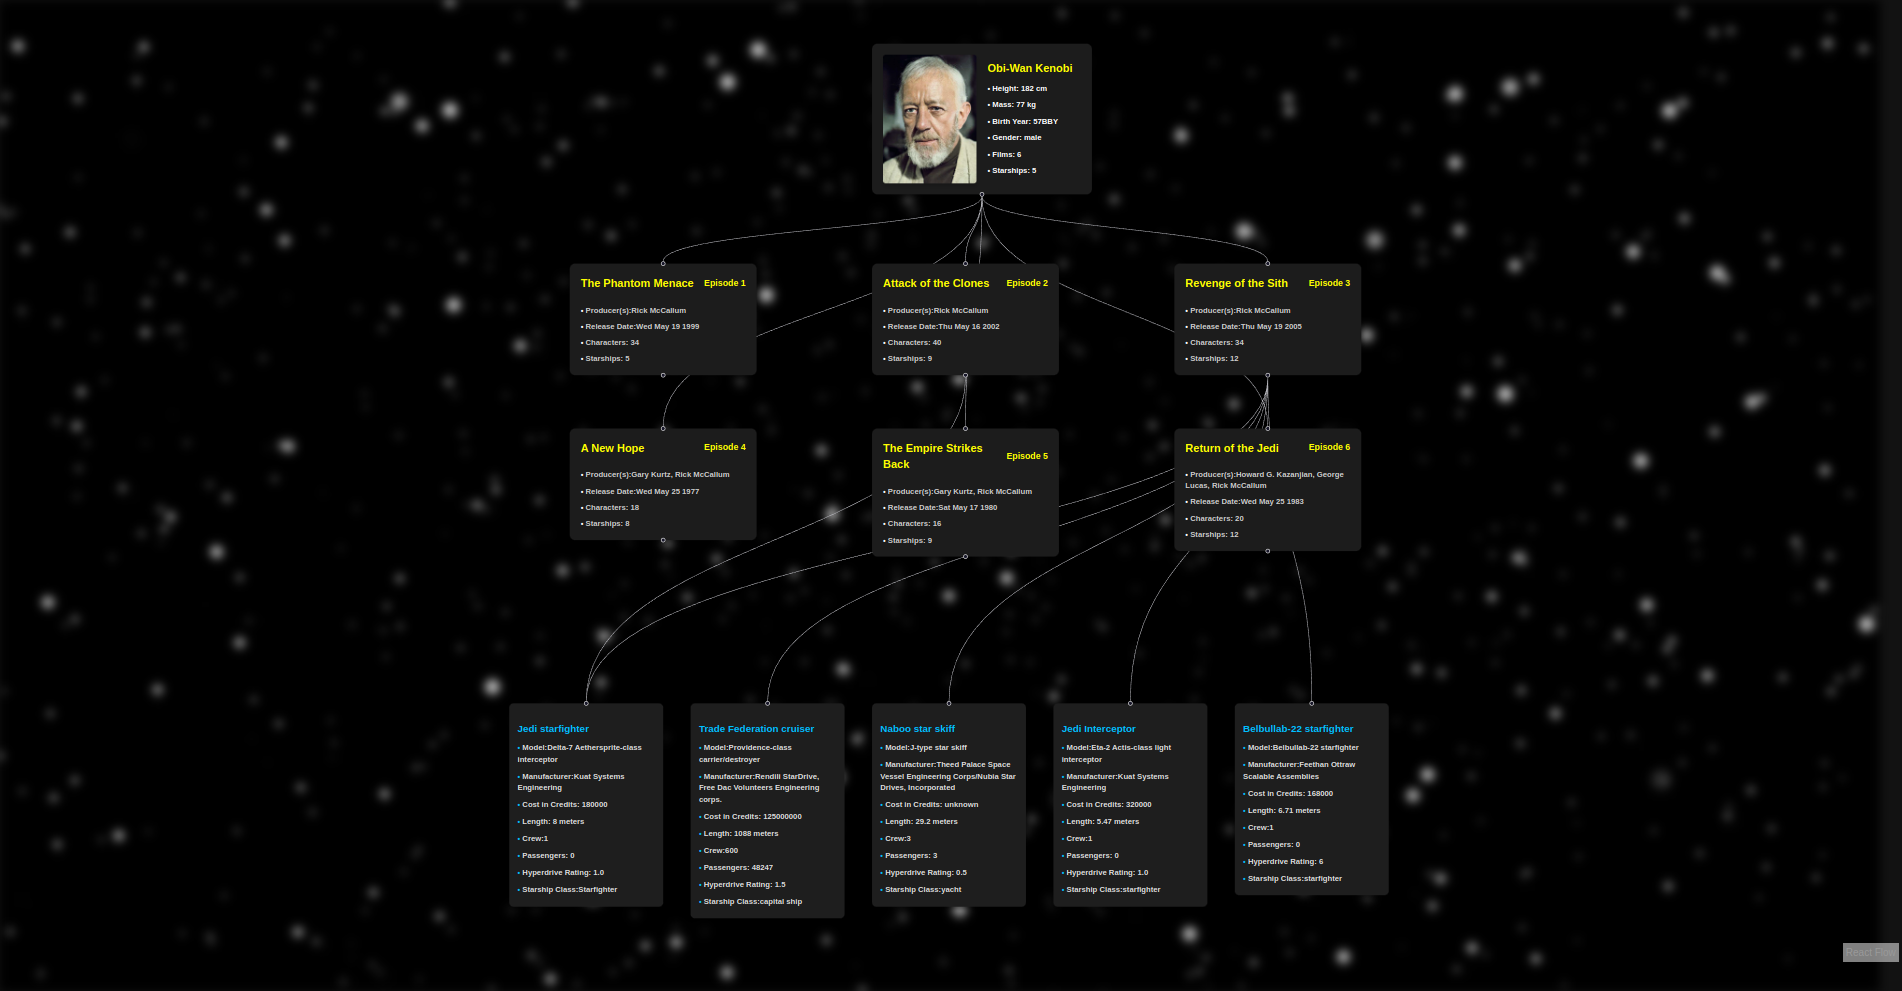 Obi-Wan Kenobi
• Height: 182 cm
• Mass: 77 kg
• Birth Year: 57BBY
• Gender: male
• Films: 6
• Starships: 5
The Phantom Menace Episode 1
• Producer(s):Rick McCallum
• Release Date:Wed May 19 1999
• Characters: 34
• Starships: 5
Attack of the Clones Episode 2
• Producer(s):Rick McCallum
• Release Date:Thu May 16 2002
• Characters: 40
• Starships: 9
Revenge of the Sith Episode 3
• Producer(s):Rick McCallum
• Release Date:Thu May 19 2005
• Characters: 34
• Starships: 12
A New Hope Episode 4
• Producer(s):Gary Kurtz, Rick McCallum
• Release Date:Wed May 25 1977
• Characters: 18
• Starships: 8
The Empire Strikes
Back
Episode 5
• Producer(s):Gary Kurtz, Rick McCallum
• Release Date:Sat May 17 1980
• Characters: 16
• Starships: 9
Return of the Jedi Episode 6
• Producer(s):Howard G. Kazanjian, George
Lucas, Rick McCallum
• Release Date:Wed May 25 1983
• Characters: 20
• Starships: 12
Jedi starfighter
• Model:Delta-7 Aethersprite-class
interceptor
• Manufacturer:Kuat Systems
Engineering
• Cost in Credits: 180000
• Length: 8 meters
• Crew:1
• Passengers: 0
• Hyperdrive Rating: 1.0
• Starship Class:Starfighter
Trade Federation cruiser
• Model:Providence-class
carrier/destroyer
• Manufacturer:Rendili StarDrive,
Free Dac Volunteers Engineering
corps.
• Cost in Credits: 125000000
• Length: 1088 meters
• Crew:600
• Passengers: 48247
• Hyperdrive Rating: 1.5
• Starship Class:capital ship
Naboo star skiff
• Model:J-type star skiff
• Manufacturer:Theed Palace Space
Vessel Engineering Corps/Nubia Star
Drives, Incorporated
• Cost in Credits: unknown
• Length: 29.2 meters
• Crew:3
• Passengers: 3
• Hyperdrive Rating: 0.5
• Starship Class:yacht
Jedi Interceptor
• Model:Eta-2 Actis-class light
interceptor
• Manufacturer:Kuat Systems
Engineering
• Cost in Credits: 320000
• Length: 5.47 meters
• Crew:1
• Passengers: 0
• Hyperdrive Rating: 1.0
• Starship Class:starfighter
Belbullab-22 starfighter
• Model:Belbullab-22 starfighter
• Manufacturer:Feethan Ottraw
Scalable Assemblies
• Cost in Credits: 168000
• Length: 6.71 meters
• Crew:1
• Passengers: 0
• Hyperdrive Rating: 6
• Starship Class:starfighter
React Flow